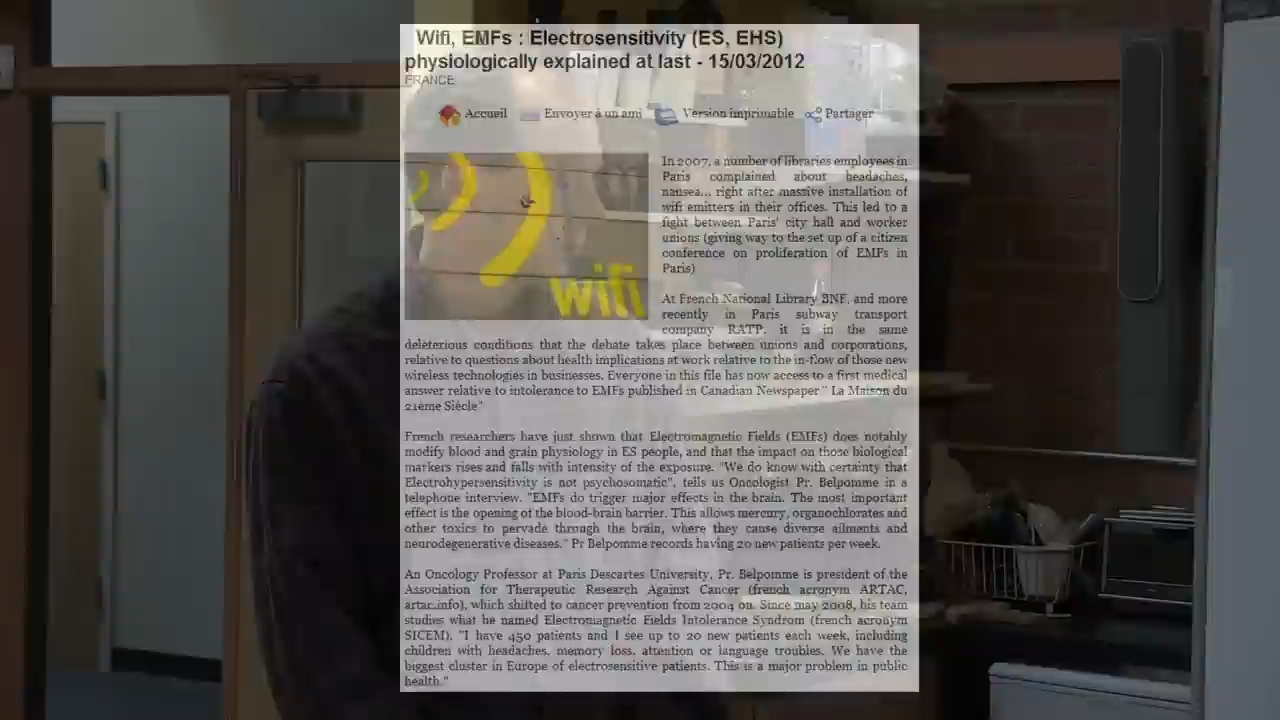 Wifi, EMFs : Electrosensitivity (ES, EHS)
physiologically explained at last - 15/03/2012
FRANCE
Accueil Envoyer à un ami Version imprimable Partager
wifi
In 2007, a number of libraries employees in
Paris complained about headaches,
nausea... right after massive installation of
wifi emitters in their offices. This led to a
fight between Paris' city hall and worker
unions (giving way to the set up of a citizen
conference on proliferation of EMFs in
Paris)
At French National Library BNF, and more
recently in Paris subway transport
company RATP, it is in the same
deleterious conditions that the debate takes place between unions and corporations,
relative to questions about health implications at work relative to the in-flow of those new
wireless technologies in businesses. Everyone in this file has now access to a first medical
answer relative to intolerance to EMFs published in Canadian Newspaper " La Maison du
21ème Siècle"
French researchers have just shown that Electromagnetic Fields (EMFs) does notably
modify blood and grain physiology in ES people, and that the impact on those biological
markers rises and falls with intensity of the exposure. "We do know with certainty that
Electrohypersensitivity is not psychosomatic", tells us Oncologist Pr. Belpomme in a
telephone interview. "EMFs do trigger major effects in the brain. The most important
effect is the opening of the blood-brain barrier. This allows mercury, organochlorates and
other toxics to pervade through the brain, where they cause diverse ailments and
neurodegenerative diseases." Pr Belpomme records having 20 new patients per week.
An Oncology Professor at Paris Descartes University, Pr. Belpomme is president of the
Association for Therapeutic Research Against Cancer (french acronym ARTAC,
artac.info), which shifted to cancer prevention from 2004 on. Since may 2008, his team
studies what he named Electromagnetic Fields Intolerance Syndrom (french acronym
SICEM). "I have 450 patients and I see up to 20 new patients each week, including
children with headaches, memory loss, attention or language troubles. We have the
biggest cluster in Europe of electrosensitive patients. This is a major problem in public
health."